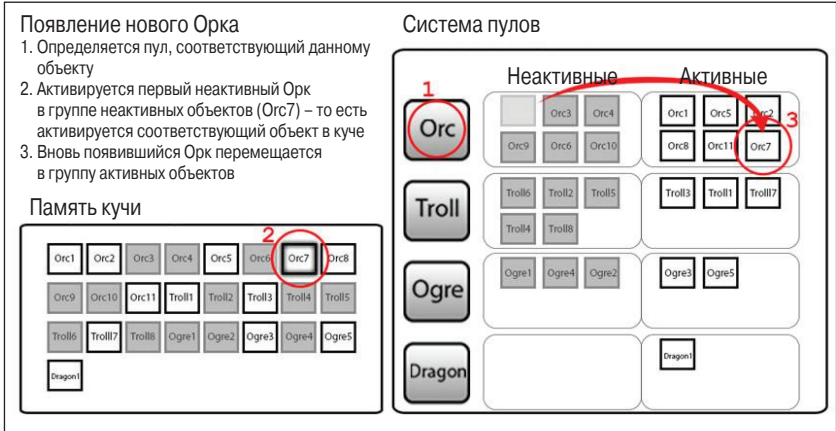 Появление нового Орка
1. Определяется пул, соответствующий данному
объекту
2. Активируется первый неактивный Орк
в группе неактивных объектов (Orc7) – то есть
активируется соответствующий объект в куче
3. Вновь появившийся Орк перемещается
в группу активных объектов
Память кучи
2
Orc1 Orc2 Orc3 Orc4 Orc5 Orc6 Orc7 Orc8
Orc9 Orc10 Orc11 Troll1 Troll2 Troll3 Troll4 Troll5
Troll6 Trolll7 Troll8 Ogre1 Ogre2 Ogre3 Ogre4 Ogre5
Dragon1
Система пулов
Неактивные Активные
1
Orc
Orc3 Orc4
Orc9 Orc6 Orc10
Orc1 Orc5 Orc2
3
Orc8 Orc11 Orc7
Troll
Troll6 Troll2 Troll5
Troll4 Troll8
Troll3 Troll1 Trolll7
Ogre
Ogre1 Ogre4 Ogre2
Ogre3 Ogre5
Dragon
Dragon1